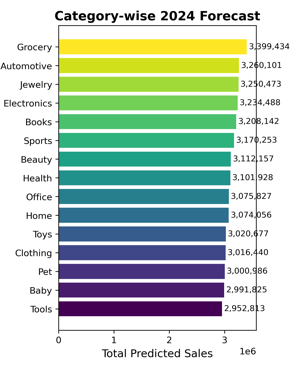 Category-wise 2024 Forecast
Grocery 3,399,434
Automotive 3,260,101
Jewelry 3,250,473
Electronics 3,234,488
Books 3,208,142
Sports 3,170,253
Beauty 3,112,157
Health 3,101,928
Office 3,075,827
Home 3,074,056
Toys 3,020,677
Clothing 3,016,440
Pet 3,000,986
Baby 2,991,825
Tools 2,952,813
0 1 2 3
1e6
Total Predicted Sales